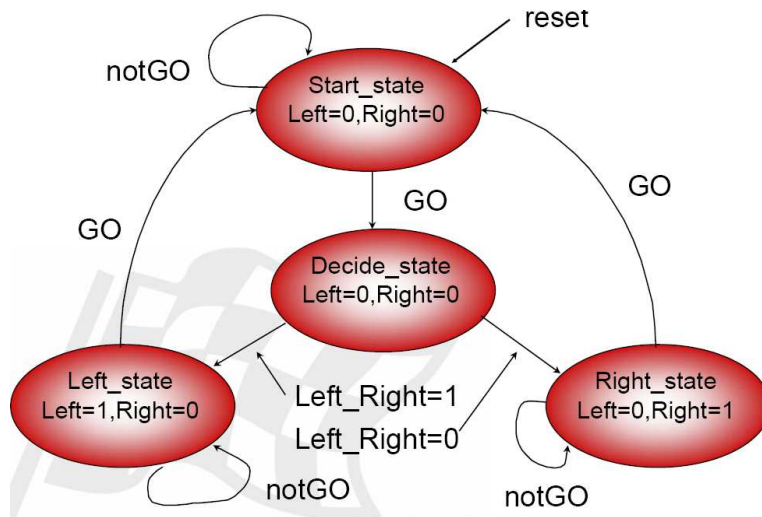 reset
notGO
Start_state
Left=0,Right=0
GO
GO
GO
Decide_state
Left=0,Right=0
Left_state
Left=1,Right=0
Left_Right=1
Left_Right=0
Right_state
Left=0,Right=1
notGO
notGO